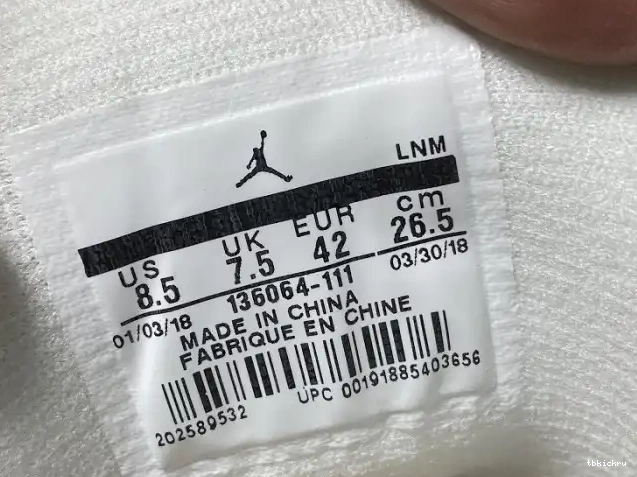 LNM
US UK EUR cm
8.5 7.5 42 26.5
01/03/18 136064-111 03/30/18
MADE IN CHINA
FABRIQUE EN CHINE
202589532 UPC 00191885403656
tbkichru